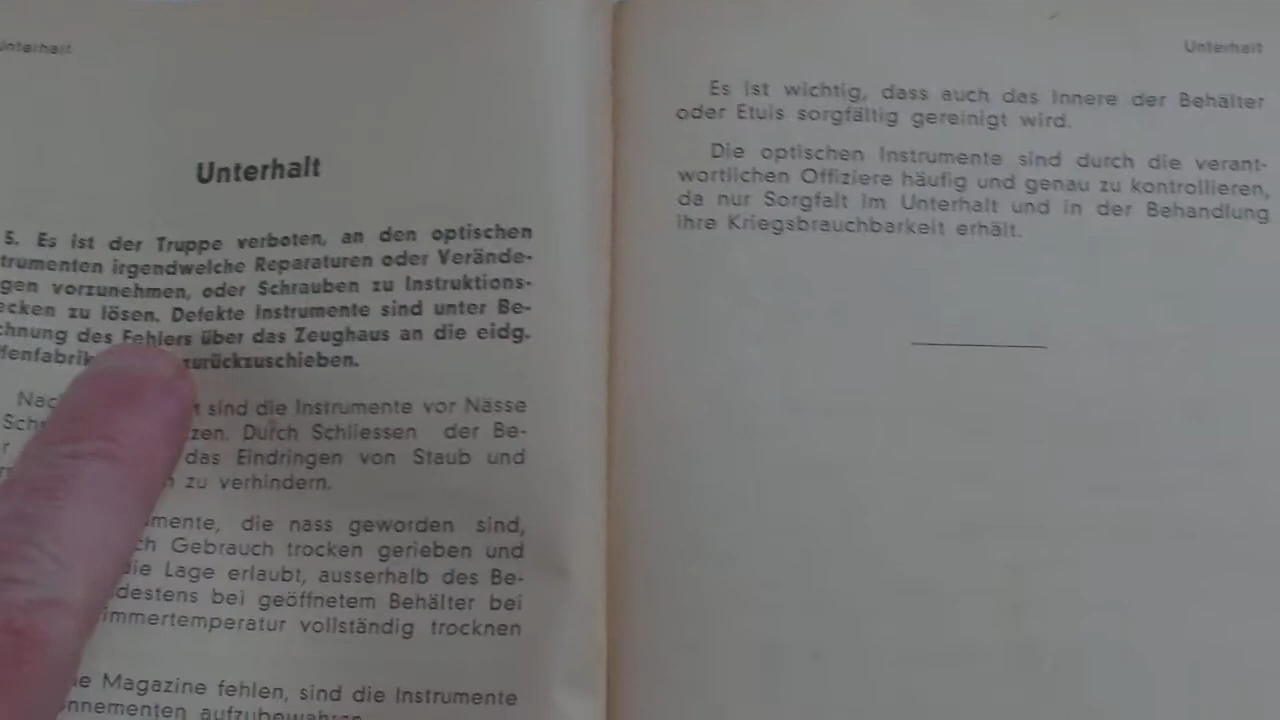 Unterhalt
Unterhalt
5. Es ist der Truppe verboten, an den optischen
trumenten irgendwelche Reparaturen oder Verände-
gen vorzunehmen, oder Schrauben zu Instruktions-
ecken zu lösen. Defekte Instrumente sind unter Be-
chnung des Fehlers über das Zeughaus an die eidg.
ffenfabrik zurückzuschieben.
Nac t sind die Instrumente vor Nässe
Sch zen. Durch Schliessen der Be-
r das Eindringen von Staub und
n zu verhindern.
mente, die nass geworden sind,
ch Gebrauch trocken gerieben und
die Lage erlaubt, ausserhalb des Be-
destens bei geöffnetem Behälter bei
immertemperatur vollständig trocknen
e Magazine fehlen, sind die Instrumente
onnementen aufzubewahren
Unterhalt
Es ist wichtig, dass auch das Innere der Behälter
oder Etuis sorgfältig gereinigt wird.
Die optischen Instrumente sind durch die verant-
wortlichen Offiziere häufig und genau zu kontrollieren,
da nur Sorgfalt im Unterhalt und in der Behandlung
ihre Kriegsbrauchbarkeit erhält.